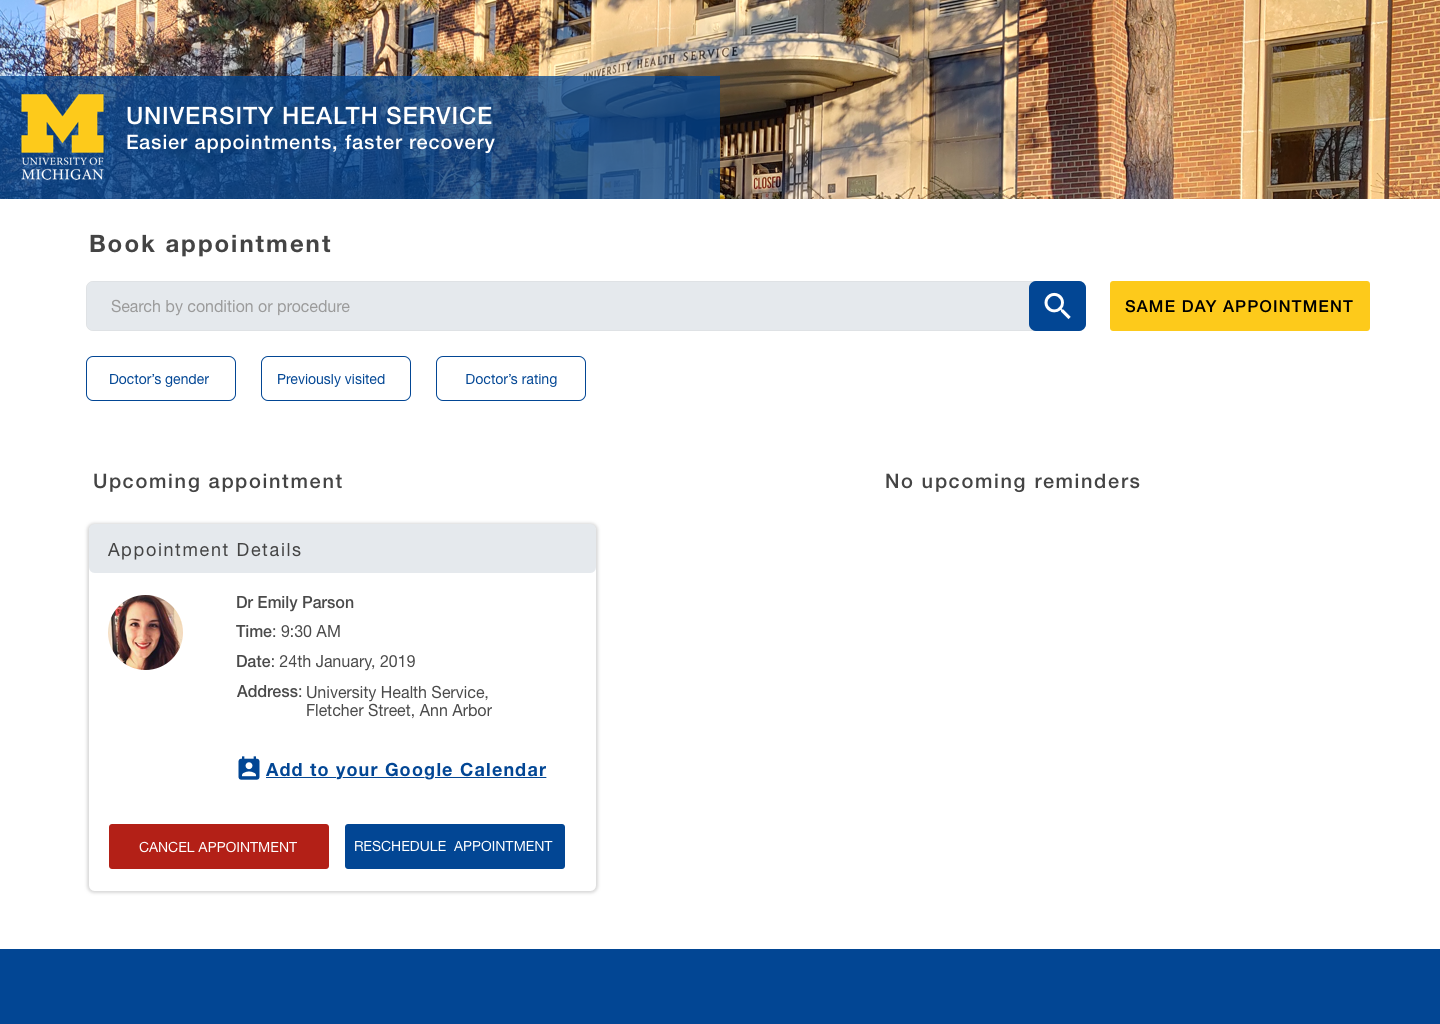 UNIVERSITY HEALTH SERVICE
UNIVERSITY HEALTH SERVICE
Easier appointments, faster recovery
UNIVERSITY OF
MICHIGAN
CLOSED
Book appointment
Search by condition or procedure
SAME DAY APPOINTMENT
Doctor’s gender
Previously visited
Doctor’s rating
Upcoming appointment
No upcoming reminders
Appointment Details
Dr Emily Parson
Time: 9:30 AM
Date: 24th January, 2019
Address: University Health Service,
Fletcher Street, Ann Arbor
Add to your Google Calendar
CANCEL APPOINTMENT
RESCHEDULE  APPOINTMENT